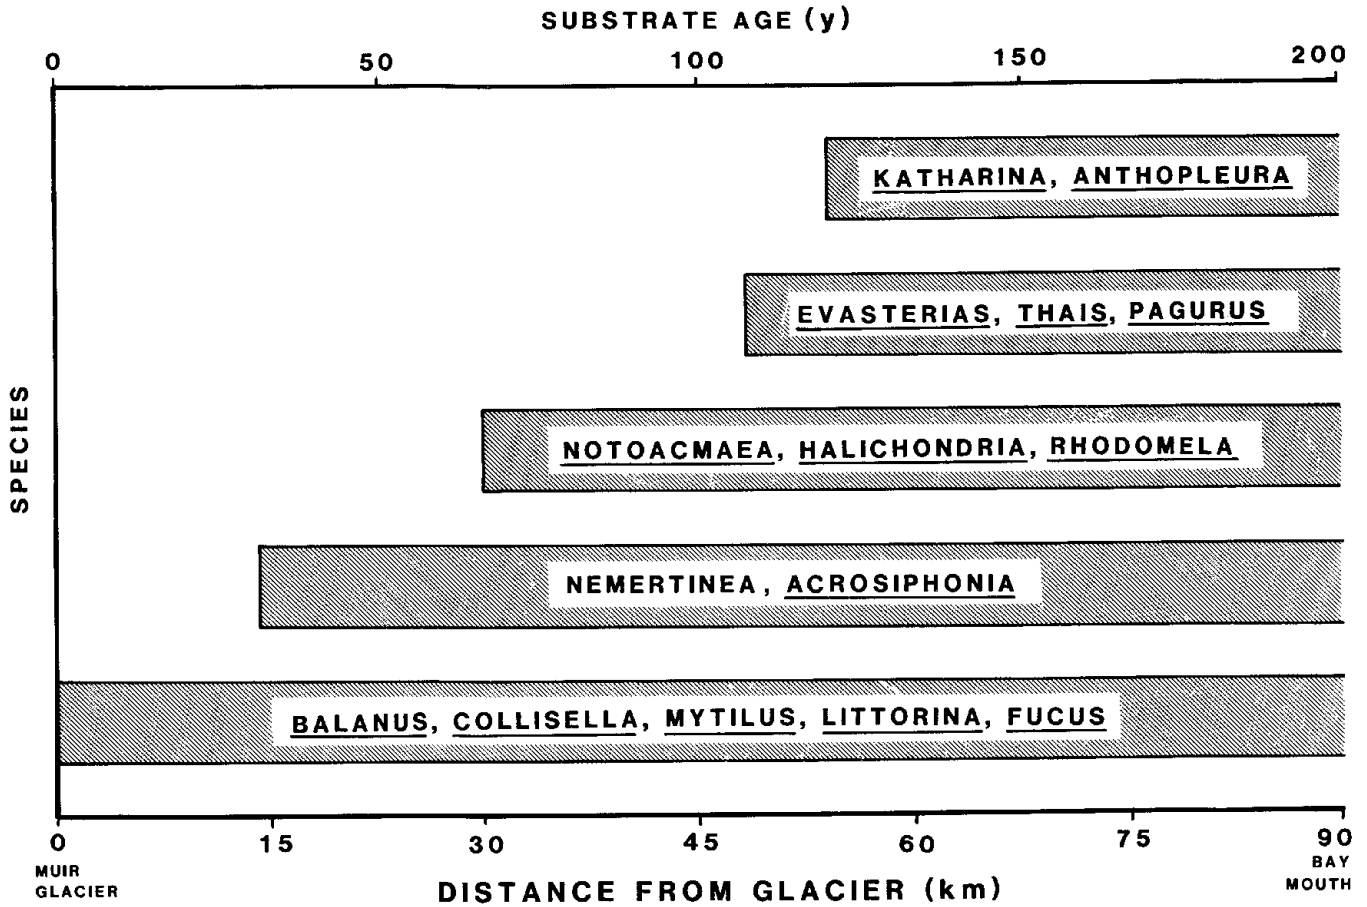 SUBSTRATE AGE (y)
0 50 100 150 200
KATHARINA, ANTHOPLEURA
EVASTERIAS, THAIS, PAGURUS
NOTOACMAEA, HALICHONDRIA, RHODOMELA
SPECIES
NEMERTINEA, ACROSIPHONIA
BALANUS, COLLISELLA, MYTILUS, LITTORINA, FUCUS
0 15 30 45 60 75 90
MUIR
GLACIER
BAY
MOUTH
DISTANCE FROM GLACIER (km)